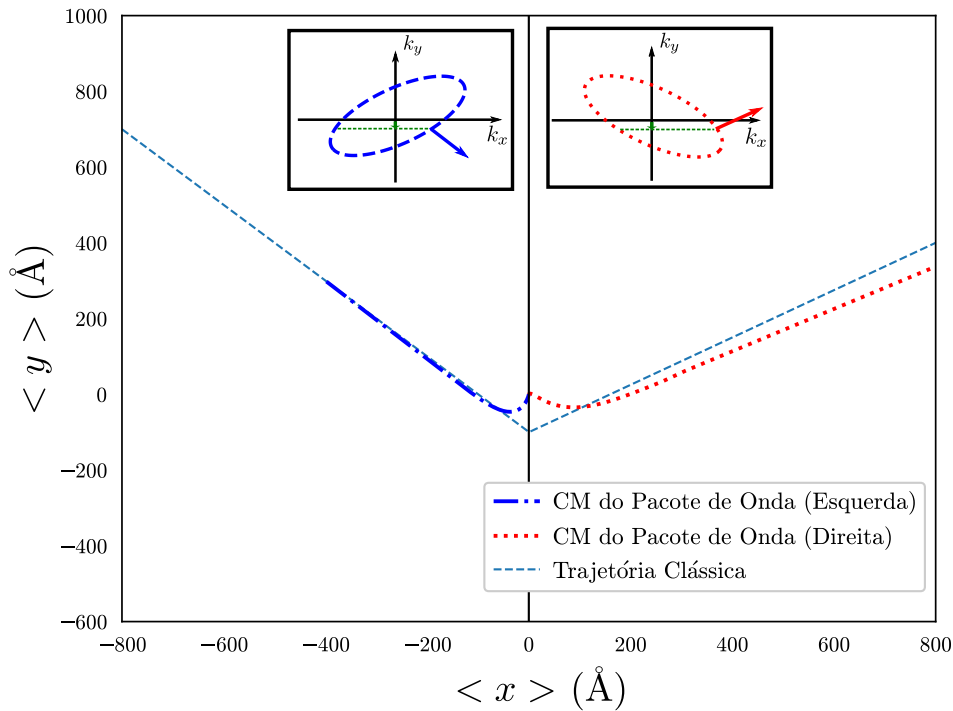 1000
800
600
400
200
0
−200
−400
−600
< y > (Å)
k_y
k_x
k_y
k_x
CM do Pacote de Onda (Esquerda)
CM do Pacote de Onda (Direita)
Trajetória Clássica
−800 −600 −400 −200 0 200 400 600 800
< x > (Å)